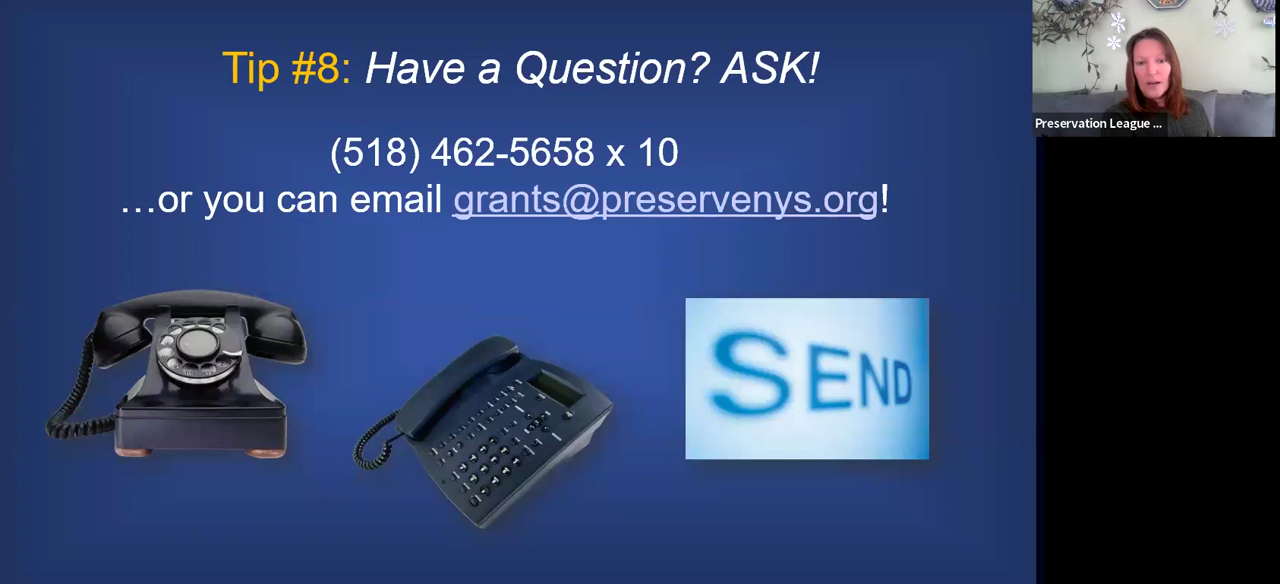 Tip #8: Have a Question? ASK!
(518) 462-5658 x 10
…or you can email grants@preservenys.org!
SEND
Preservation League ...